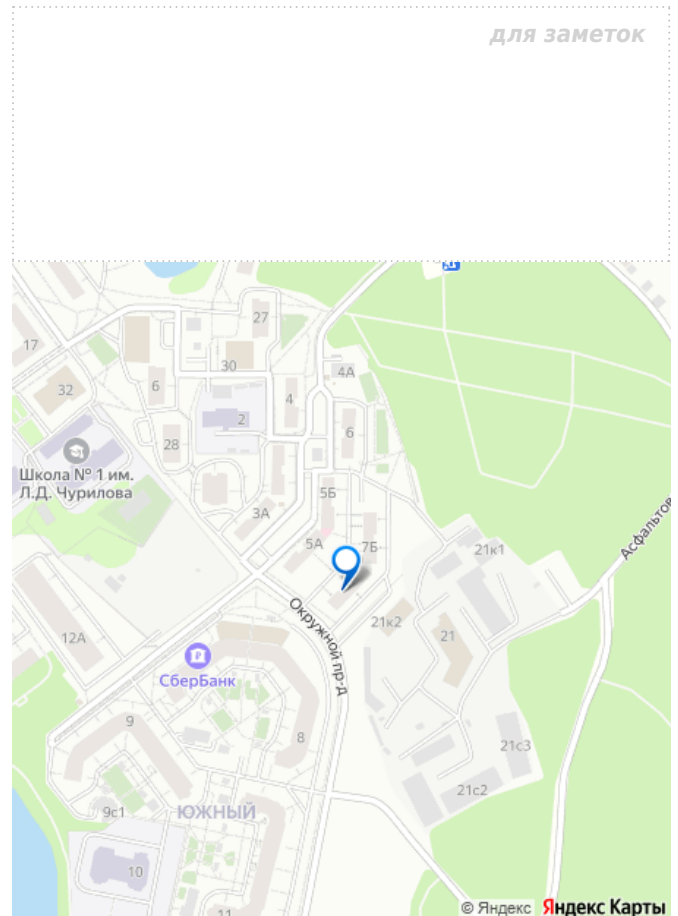 для заметок
27
17
30
4А
32
6
4
2
6
28
Школа № 1 им.
Л.Д. Чурилова
5Б
3А
5А
7Б
21к1
Асфальтов
Окружной пр-д
21к2
12А
21
СберБанк
9
8
21с3
21с2
9с1
ЮЖНЫЙ
10
11
© Яндекс Яндекс Карты